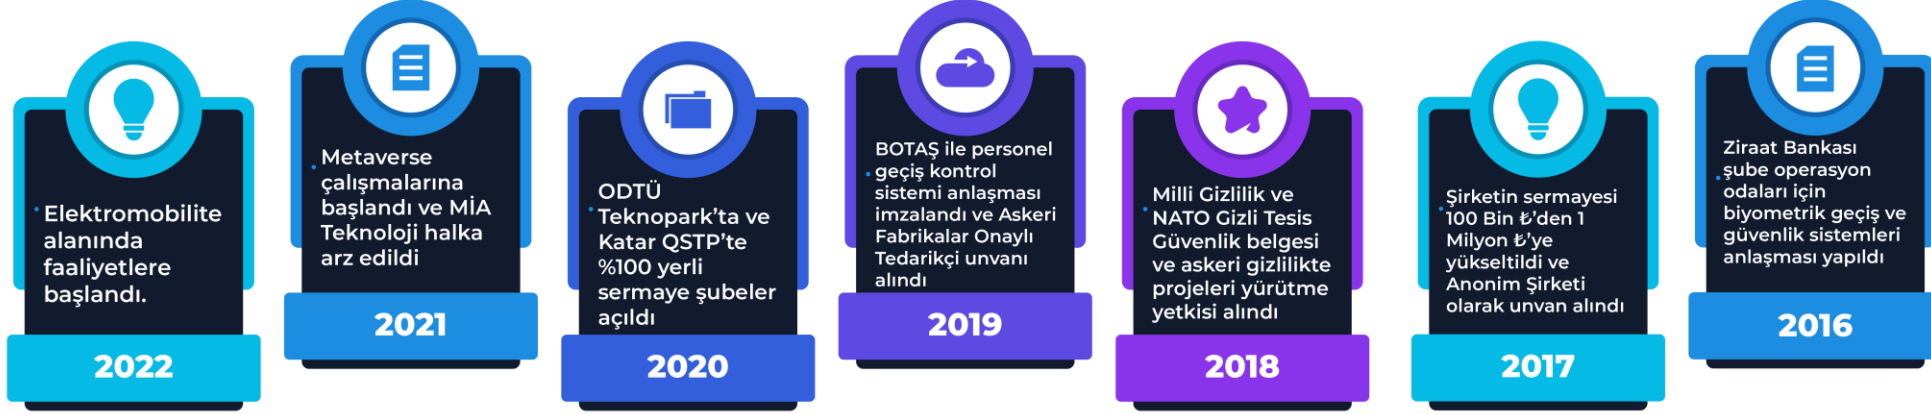 Elektromobilite
alanında
faaliyetlere
başlandı.
2022
Metaverse
çalışmalarına
başlandı ve MİA
Teknoloji halka
arz edildi
2021
ODTÜ
Teknopark'ta ve
Katar QSTP'te
%100 yerli
sermaye şubeler
açıldı
2020
BOTAŞ ile personel
geçiş kontrol
sistemi anlaşması
imzalandı ve Askeri
Fabrikalar Onaylı
Tedarikçi unvanı
alındı
2019
Milli Gizlilik ve
NATO Gizli Tesis
Güvenlik belgesi
ve askeri gizlilikte
projeleri yürütme
yetkisi alındı
2018
Şirketin sermayesi
100 Bin ₺'den 1
Milyon ₺'ye
yükseltildi ve
Anonim Şirketi
olarak unvan alındı
2017
Ziraat Bankası
şube operasyon
odaları için
biyometrik geçiş ve
güvenlik sistemleri
anlaşması yapıldı
2016